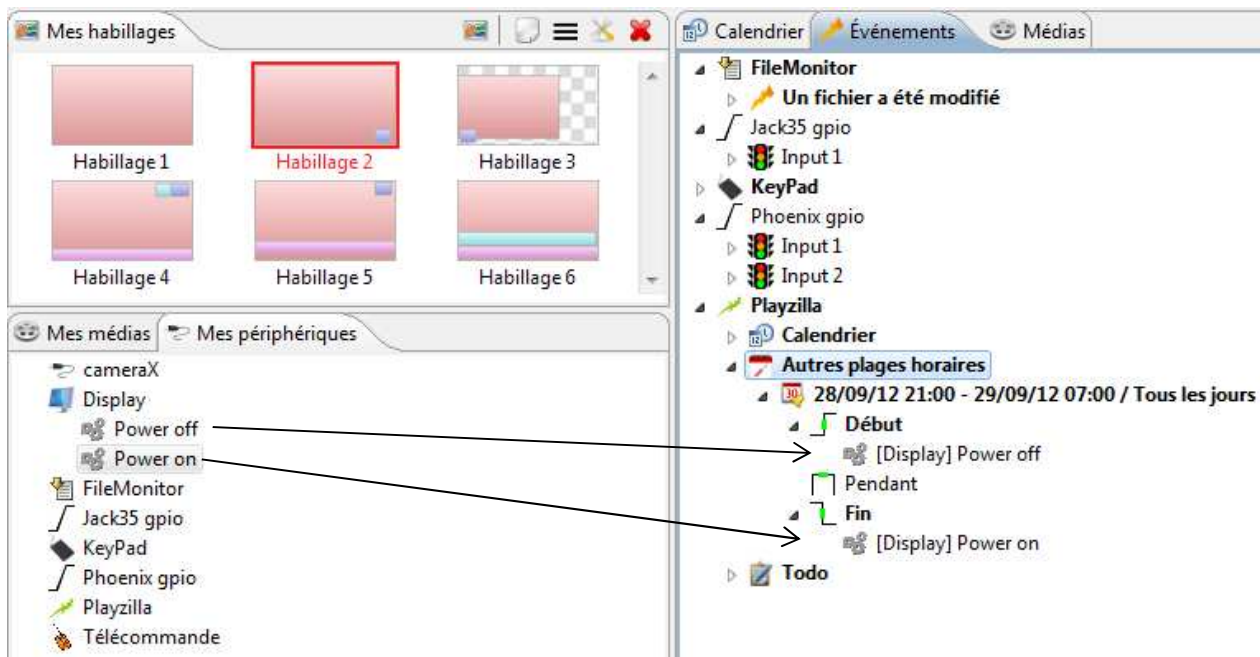 Mes habillages
Habillage 1
Habillage 2
Habillage 3
Habillage 4
Habillage 5
Habillage 6
Mes médias
Mes périphériques
cameraX
Display
Power off
Power on
FileMonitor
Jack35 gpio
KeyPad
Phoenix gpio
Playzilla
Télécommande
Calendrier
Événements
Médias
FileMonitor
Un fichier a été modifié
Jack35 gpio
Input 1
KeyPad
Phoenix gpio
Input 1
Input 2
Playzilla
Calendrier
Autres plages horaires
28/09/12 21:00 - 29/09/12 07:00 / Tous les jours
Début
[Display] Power off
Pendant
Fin
[Display] Power on
Todo